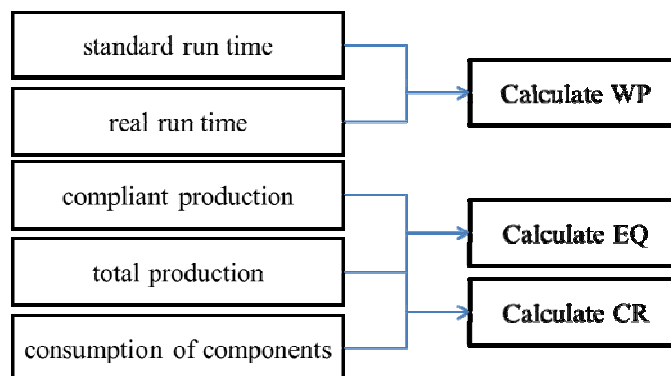 standard run time
real run time
Calculate WP
compliant production
total production
consumption of components
Calculate EQ
Calculate CR